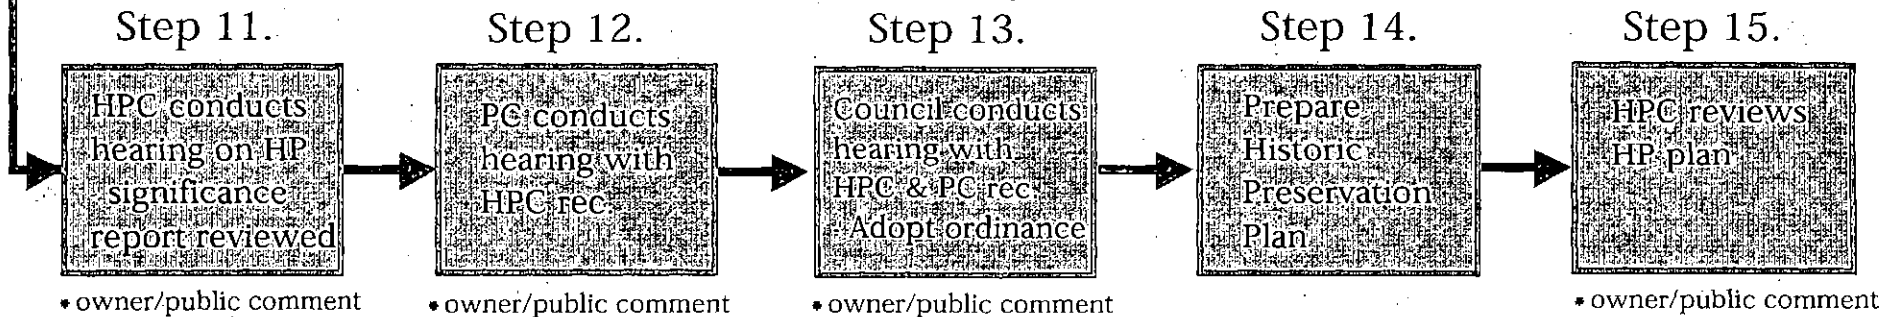 Step 11.
HPC conducts
hearing on HP
significance
report reviewed
• owner/public comment
Step 12.
PC conducts
hearing with
HPC rec.
• owner/public comment
Step 13.
Council conducts
hearing with
HPC & PC rec
Adopt ordinance
• owner/public comment
Step 14.
Prepare
Historic
Preservation
Plan
Step 15.
HPC reviews
HP plan
• owner/public comment